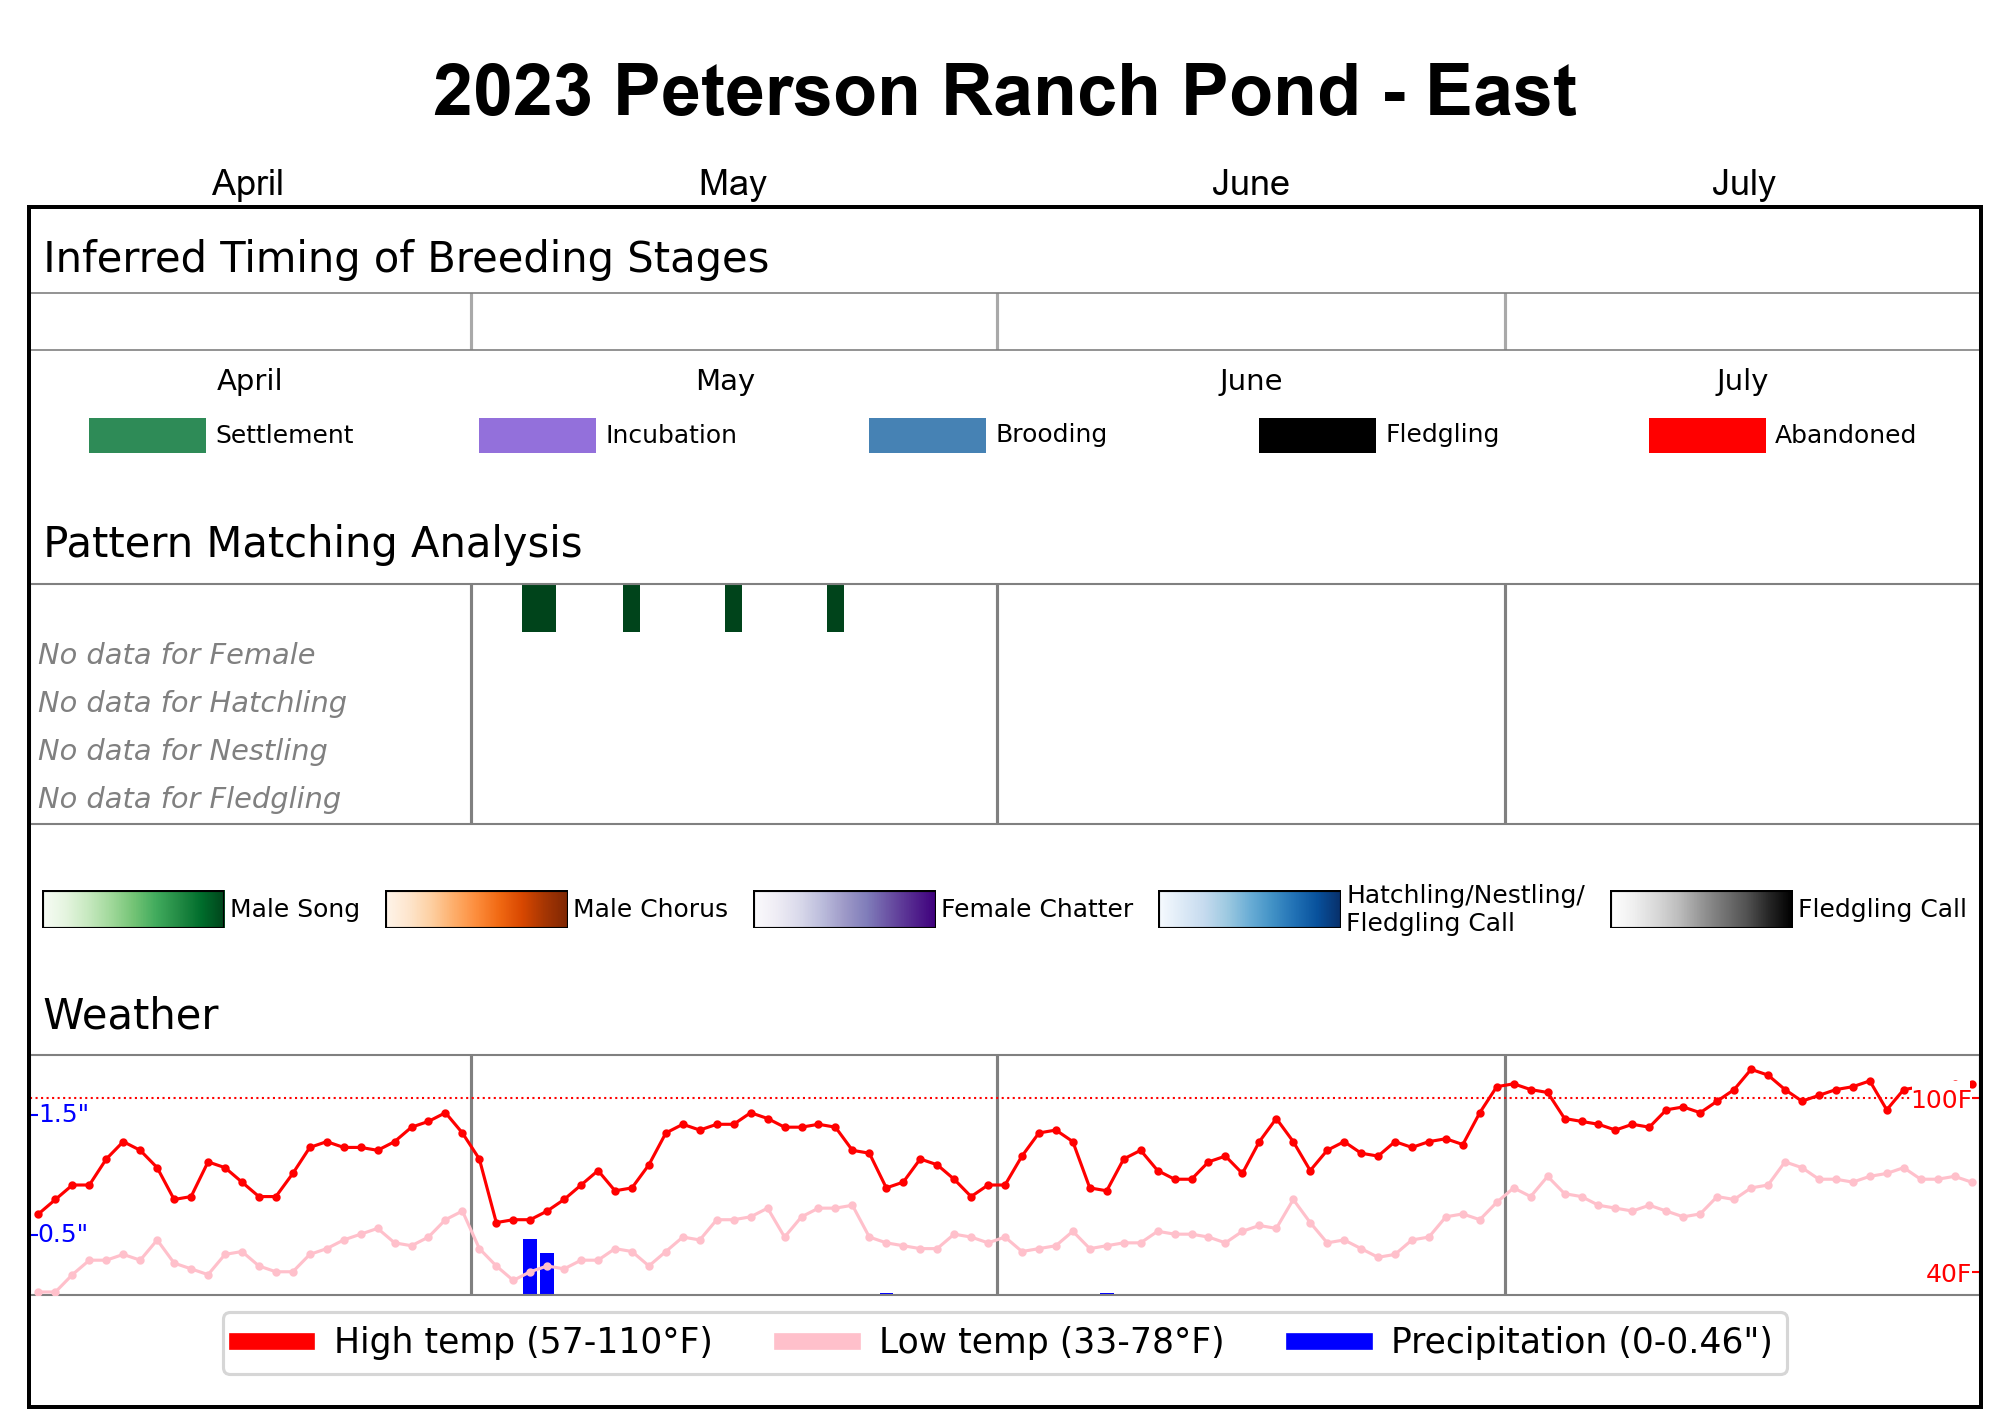 2023 Peterson Ranch Pond - East
April May June July
Inferred Timing of Breeding Stages
April May June July
Settlement Incubation Brooding Fledgling Abandoned
Pattern Matching Analysis
No data for Female
No data for Hatchling
No data for Nestling
No data for Fledgling
Male Song Male Chorus Female Chatter Hatchling/Nestling/
Fledgling Call Fledgling Call
Weather
1.5" 100F
0.5"
40F
High temp (57-110°F) Low temp (33-78°F) Precipitation (0-0.46")